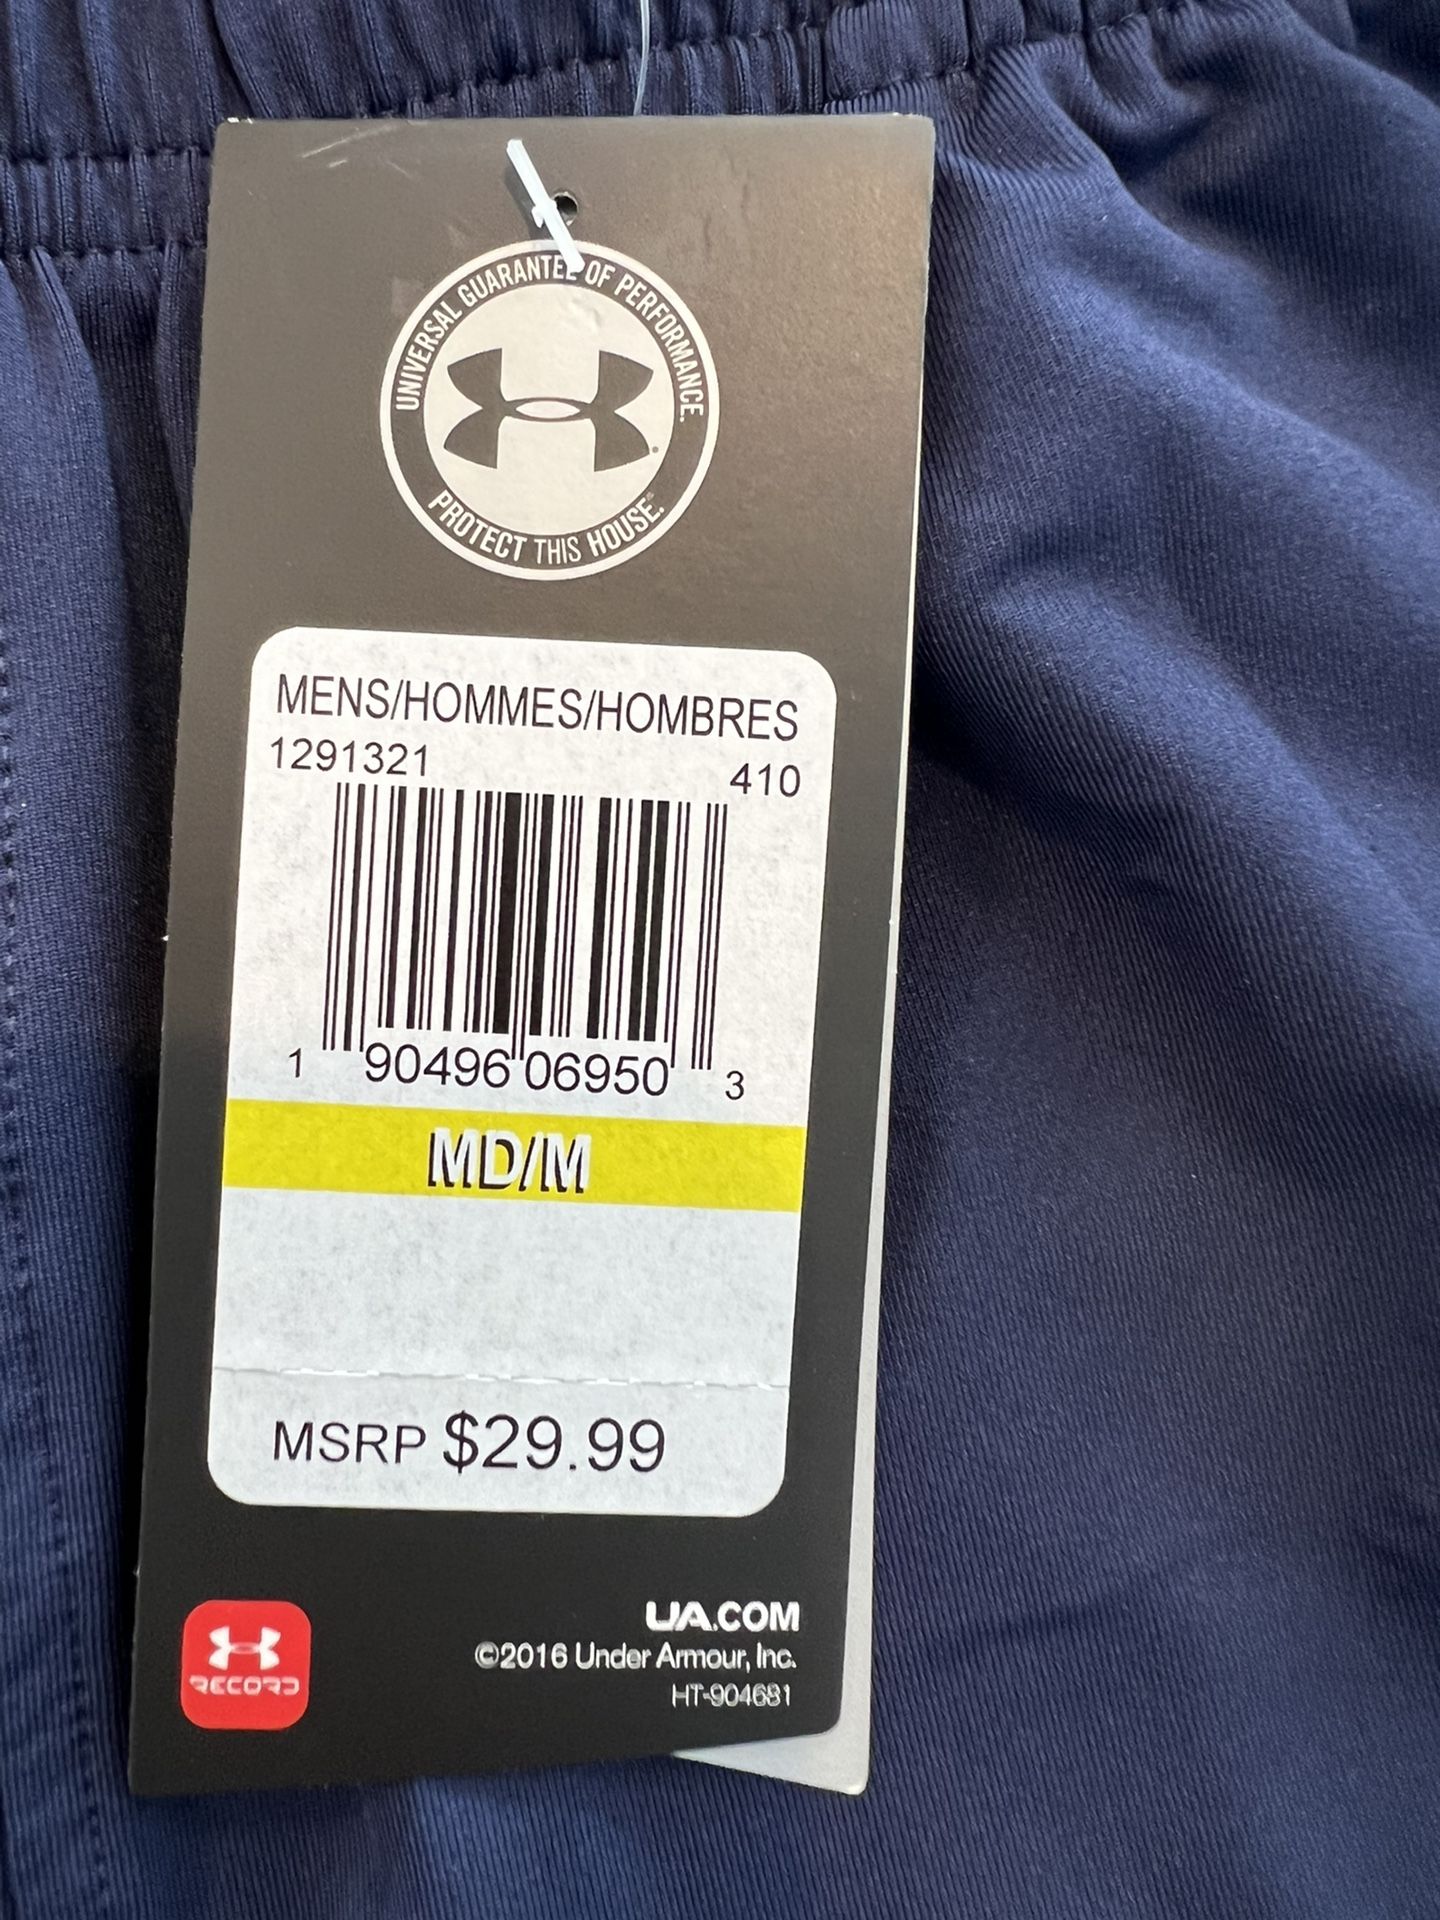 UNIVERSAL GUARANTEE OF PERFORMANCE.
PROTECT THIS HOUSE.®
MENS/HOMMES/HOMBRES
1291321 410
1 90496 06950 3
MD/M
MSRP $29.99
RECORD
UA.COM
©2016 Under Armour, Inc.
HT-904681